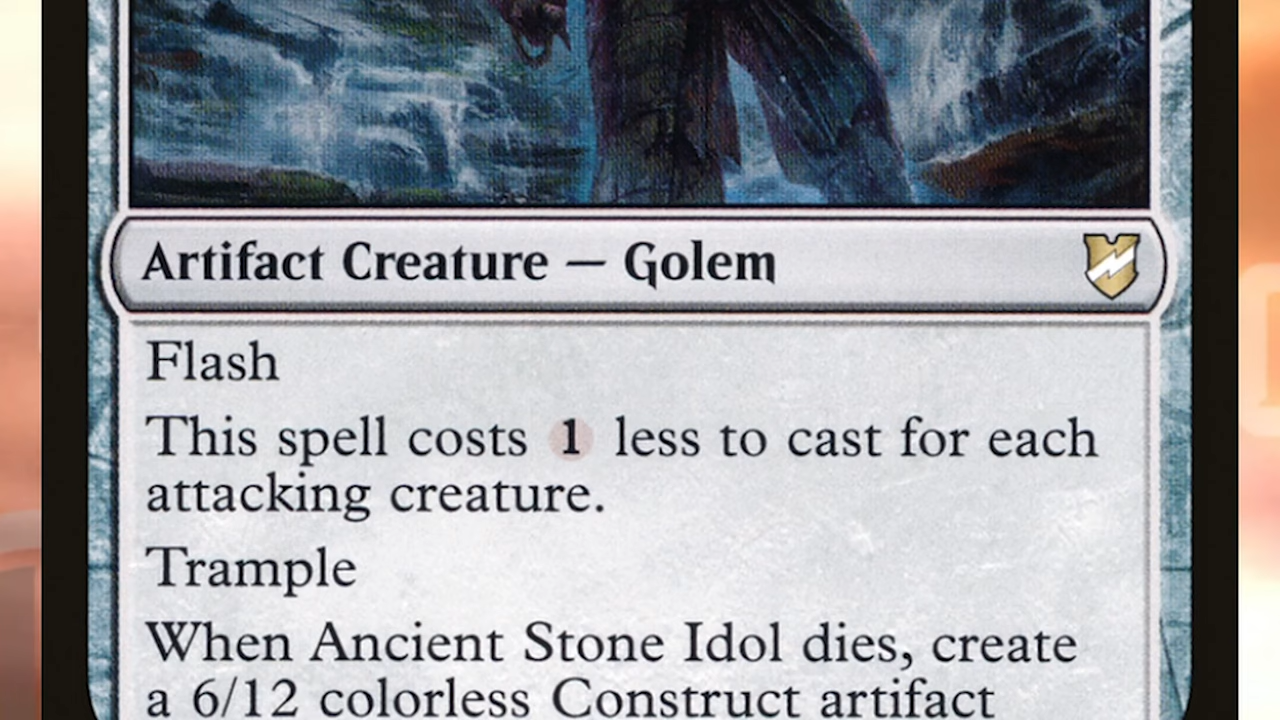 Artifact Creature — Golem
Flash
This spell costs 1 less to cast for each
attacking creature.
Trample
When Ancient Stone Idol dies, create
a 6/12 colorless Construct artifact